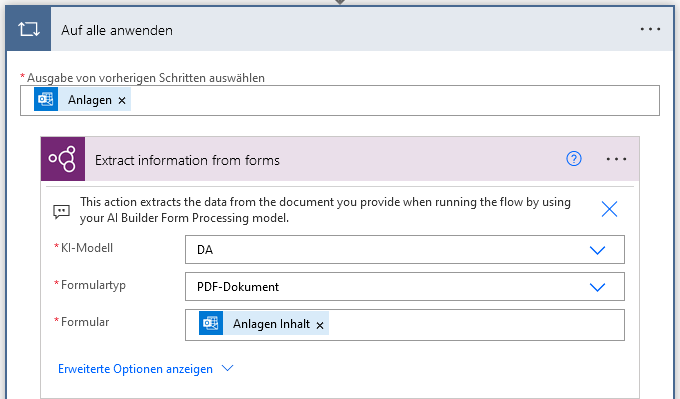 Auf alle anwenden
* Ausgabe von vorherigen Schritten auswählen
Anlagen ×
Extract information from forms
This action extracts the data from the document you provide when running the flow by using
your AI Builder Form Processing model.
* KI-Modell
DA
* Formulartyp
PDF-Dokument
* Formular
Anlagen Inhalt ×
Erweiterte Optionen anzeigen